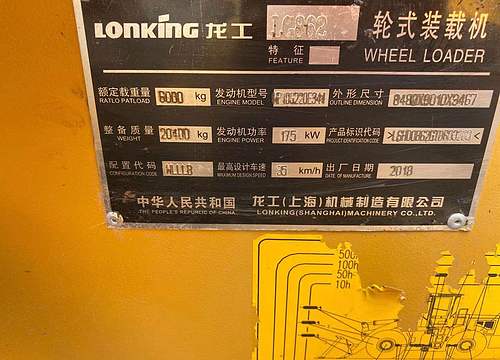 LONKING 龙工
LG862 轮式装载机
特征
FEATURE
WHEEL LOADER
额定载重量 6000 kg 发动机型号 外形尺寸
RATLO PATLOAD ENGINE MODEL OUTLINE DIMENSION
整备质量 20400 kg 发动机功率 175 kW 产品标识代码
WEIGHT ENGINE POWER PRODUCT IDENTIFICATION CODE
配置代码 最高设计车速 35 km/h 出厂日期 2018
CONFIGURATION CODE MAXIMUM DESIGN SPEED DATE OF MANUFACTURE
中华人民共和国 龙工(上海)机械制造有限公司
THE PEOPLE'S REPUBLIC OF CHINA LONKING(SHANGHAI)MACHINERY CO.,LTD.
100h
50h
10h